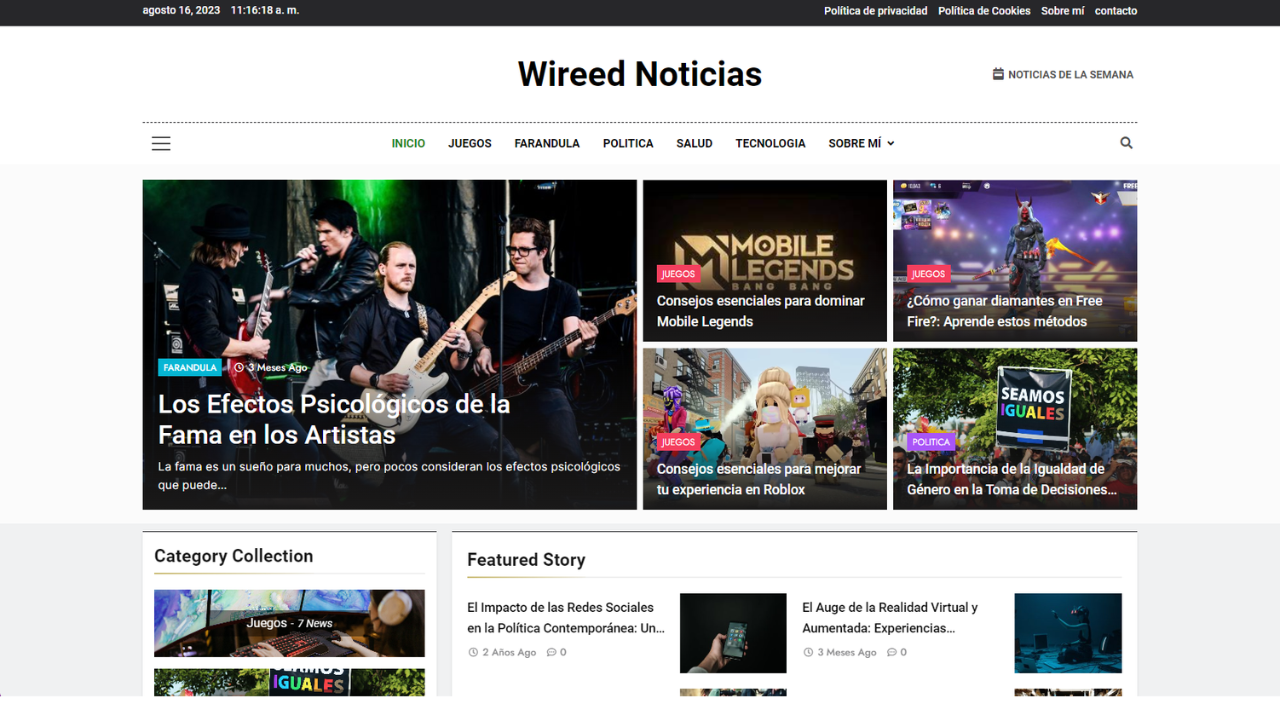 agosto 16, 2023 11:16:18 a. m.
Política de privacidad Política de Cookies Sobre mí contacto
Wireed Noticias
NOTICIAS DE LA SEMANA
INICIO JUEGOS FARANDULA POLITICA SALUD TECNOLOGIA SOBRE MÍ
FARANDULA 3 Meses Ago
Los Efectos Psicológicos de la
Fama en los Artistas
La fama es un sueño para muchos, pero pocos consideran los efectos psicológicos
que puede...
MOBILE
LEGENDS
BANG BANG
JUEGOS
Consejos esenciales para dominar
Mobile Legends
FREE
JUEGOS
¿Cómo ganar diamantes en Free
Fire?: Aprende estos métodos
JUEGOS
Consejos esenciales para mejorar
tu experiencia en Roblox
SEAMOS
IGUALES
POLITICA
La Importancia de la Igualdad de
Género en la Toma de Decisiones...
Category Collection
Juegos - 7 News
SEAMOS
IGUALES
Featured Story
El Impacto de las Redes Sociales
en la Política Contemporánea: Un...
2 Años Ago 0
El Auge de la Realidad Virtual y
Aumentada: Experiencias...
3 Meses Ago 0